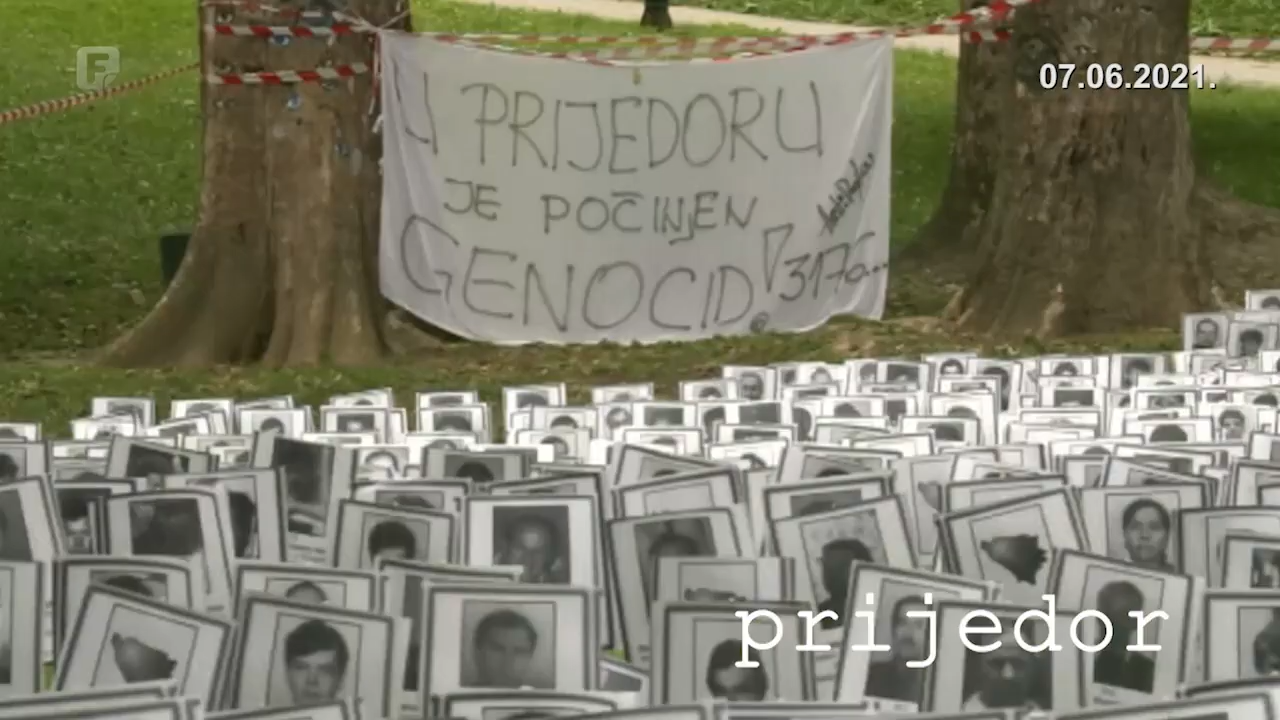 07.06.2021.
U PRIJEDORU
JE POČINJEN
GENOCID! 3176...
prijedor